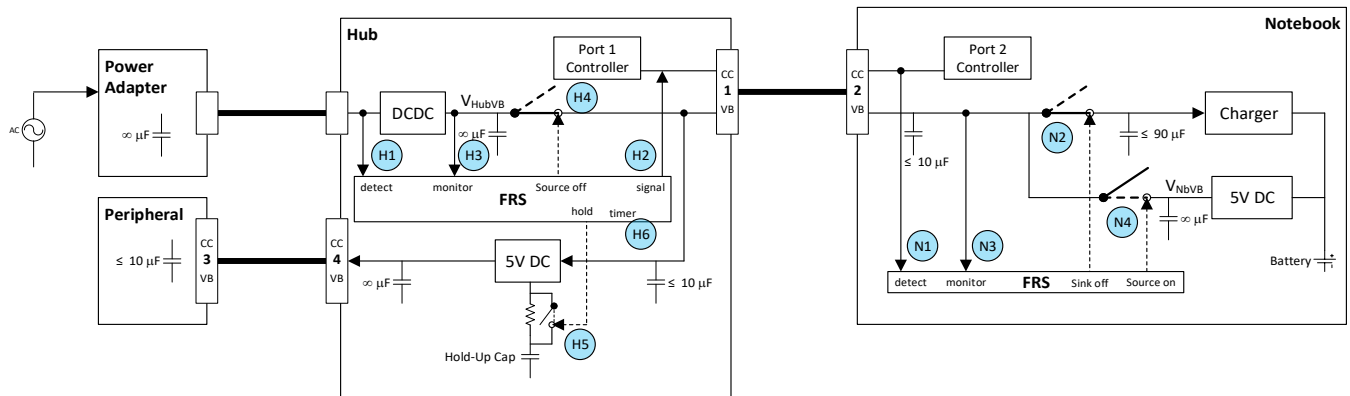 Power
Adapter
AC
∞ µF
Peripheral
≤ 10 µF
CC
3
VB
Hub
Port 1
Controller
DCDC
VHubVB
∞ µF
H4
H1
H3
H2
detect
monitor
Source off
signal
FRS
hold
timer
H6
CC
4
VB
∞ µF
5V DC
≤ 10 µF
H5
Hold-Up Cap
CC
1
VB
Notebook
CC
2
VB
Port 2
Controller
≤ 10 µF
N2
≤ 90 µF
Charger
VNbVB
5V DC
∞ µF
N4
N1
N3
detect
monitor
FRS
Sink off
Source on
Battery
+